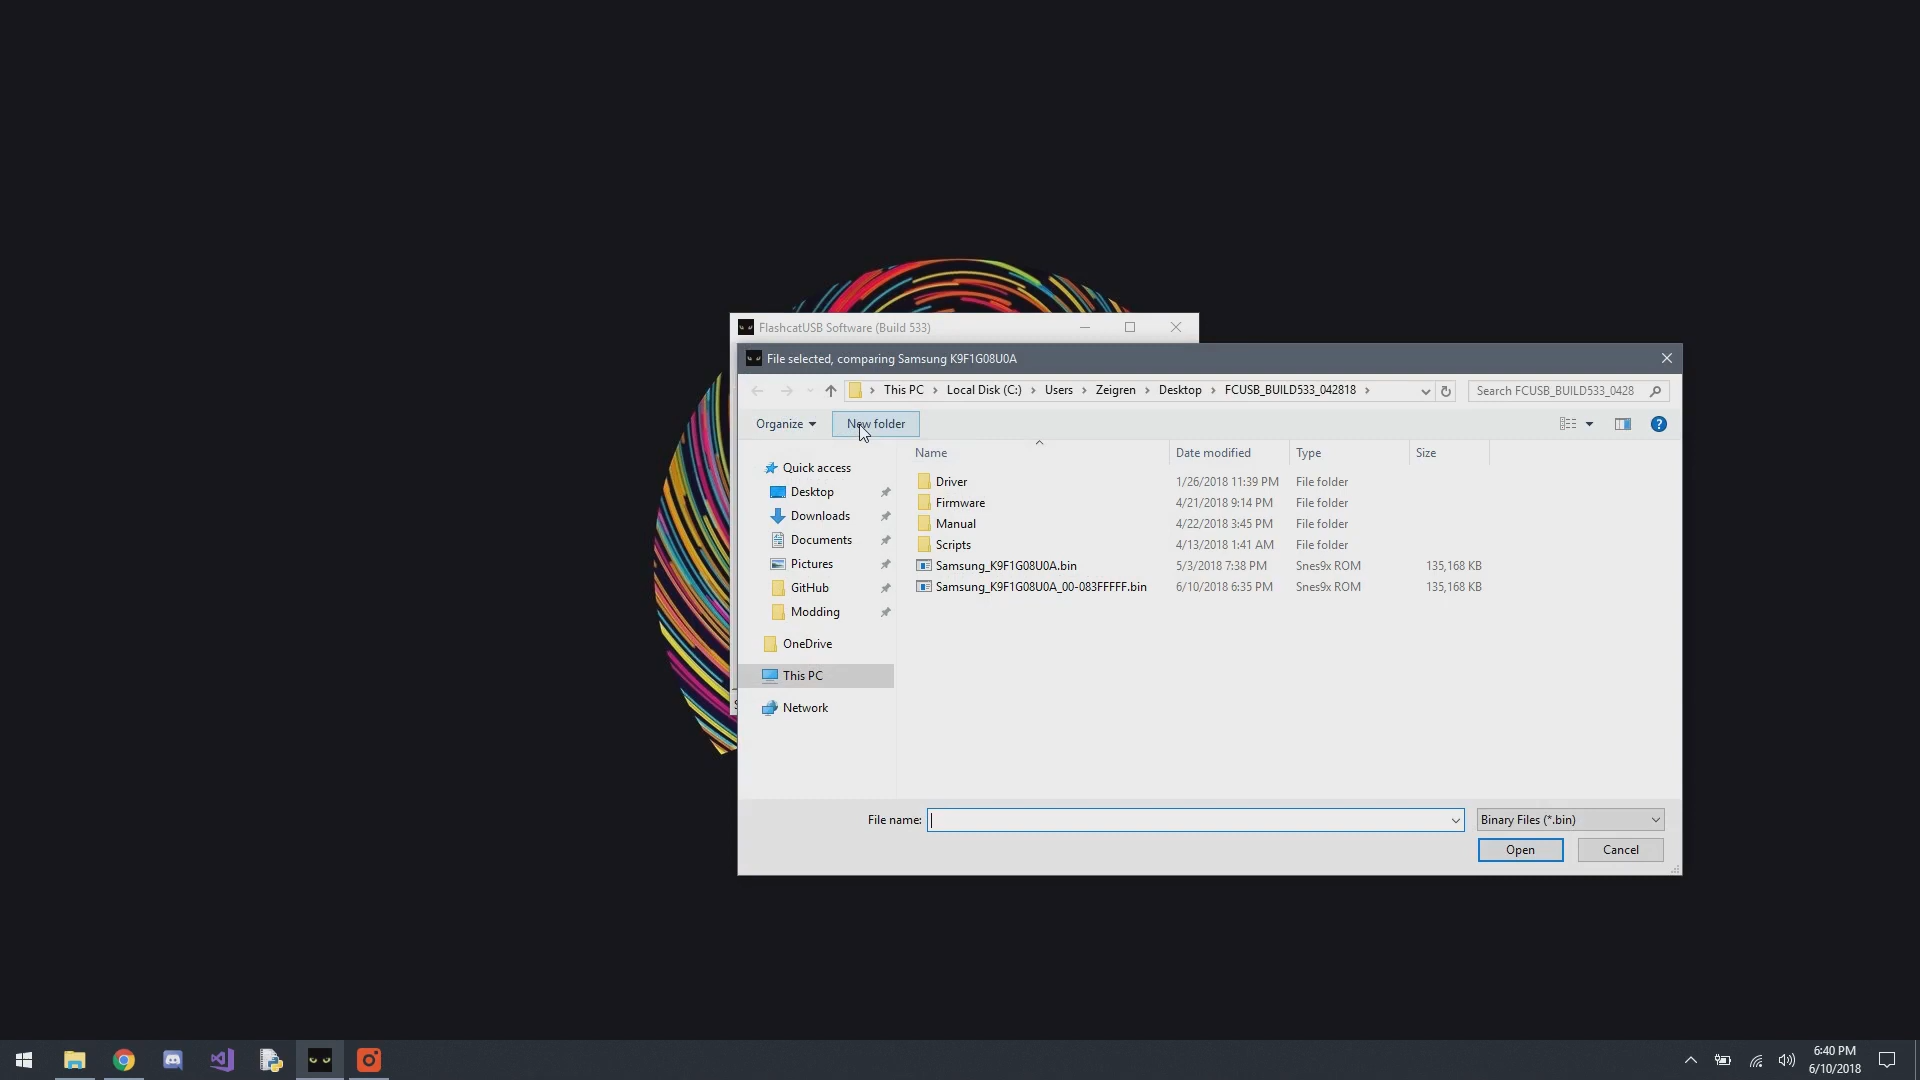 FlashcatUSB Software (Build 533)
File selected, comparing Samsung K9F1G08U0A
This PC Local Disk (C:) Users Zeigren Desktop FCUSB_BUILD533_042818
Search FCUSB_BUILD533_0428
Organize New folder
Name Date modified Type Size
Quick access
Desktop
Downloads
Documents
Pictures
GitHub
Modding
OneDrive
This PC
Network
Driver 1/26/2018 11:39 PM File folder
Firmware 4/21/2018 9:14 PM File folder
Manual 4/22/2018 3:45 PM File folder
Scripts 4/13/2018 1:41 AM File folder
Samsung_K9F1G08U0A.bin 5/3/2018 7:38 PM Snes9x ROM 135,168 KB
Samsung_K9F1G08U0A_00-083FFFFF.bin 6/10/2018 6:35 PM Snes9x ROM 135,168 KB
File name: Binary Files (*.bin)
Open Cancel
6:40 PM
6/10/2018